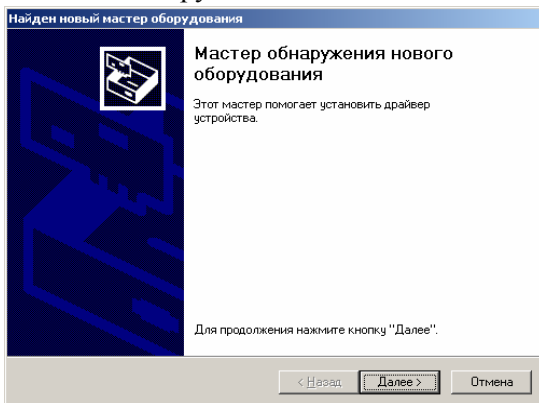 Найден новый мастер оборудования
Мастер обнаружения нового
оборудования
Этот мастер помогает установить драйвер
устройства.
Для продолжения нажмите кнопку "Далее".
< Назад
Далее >
Отмена